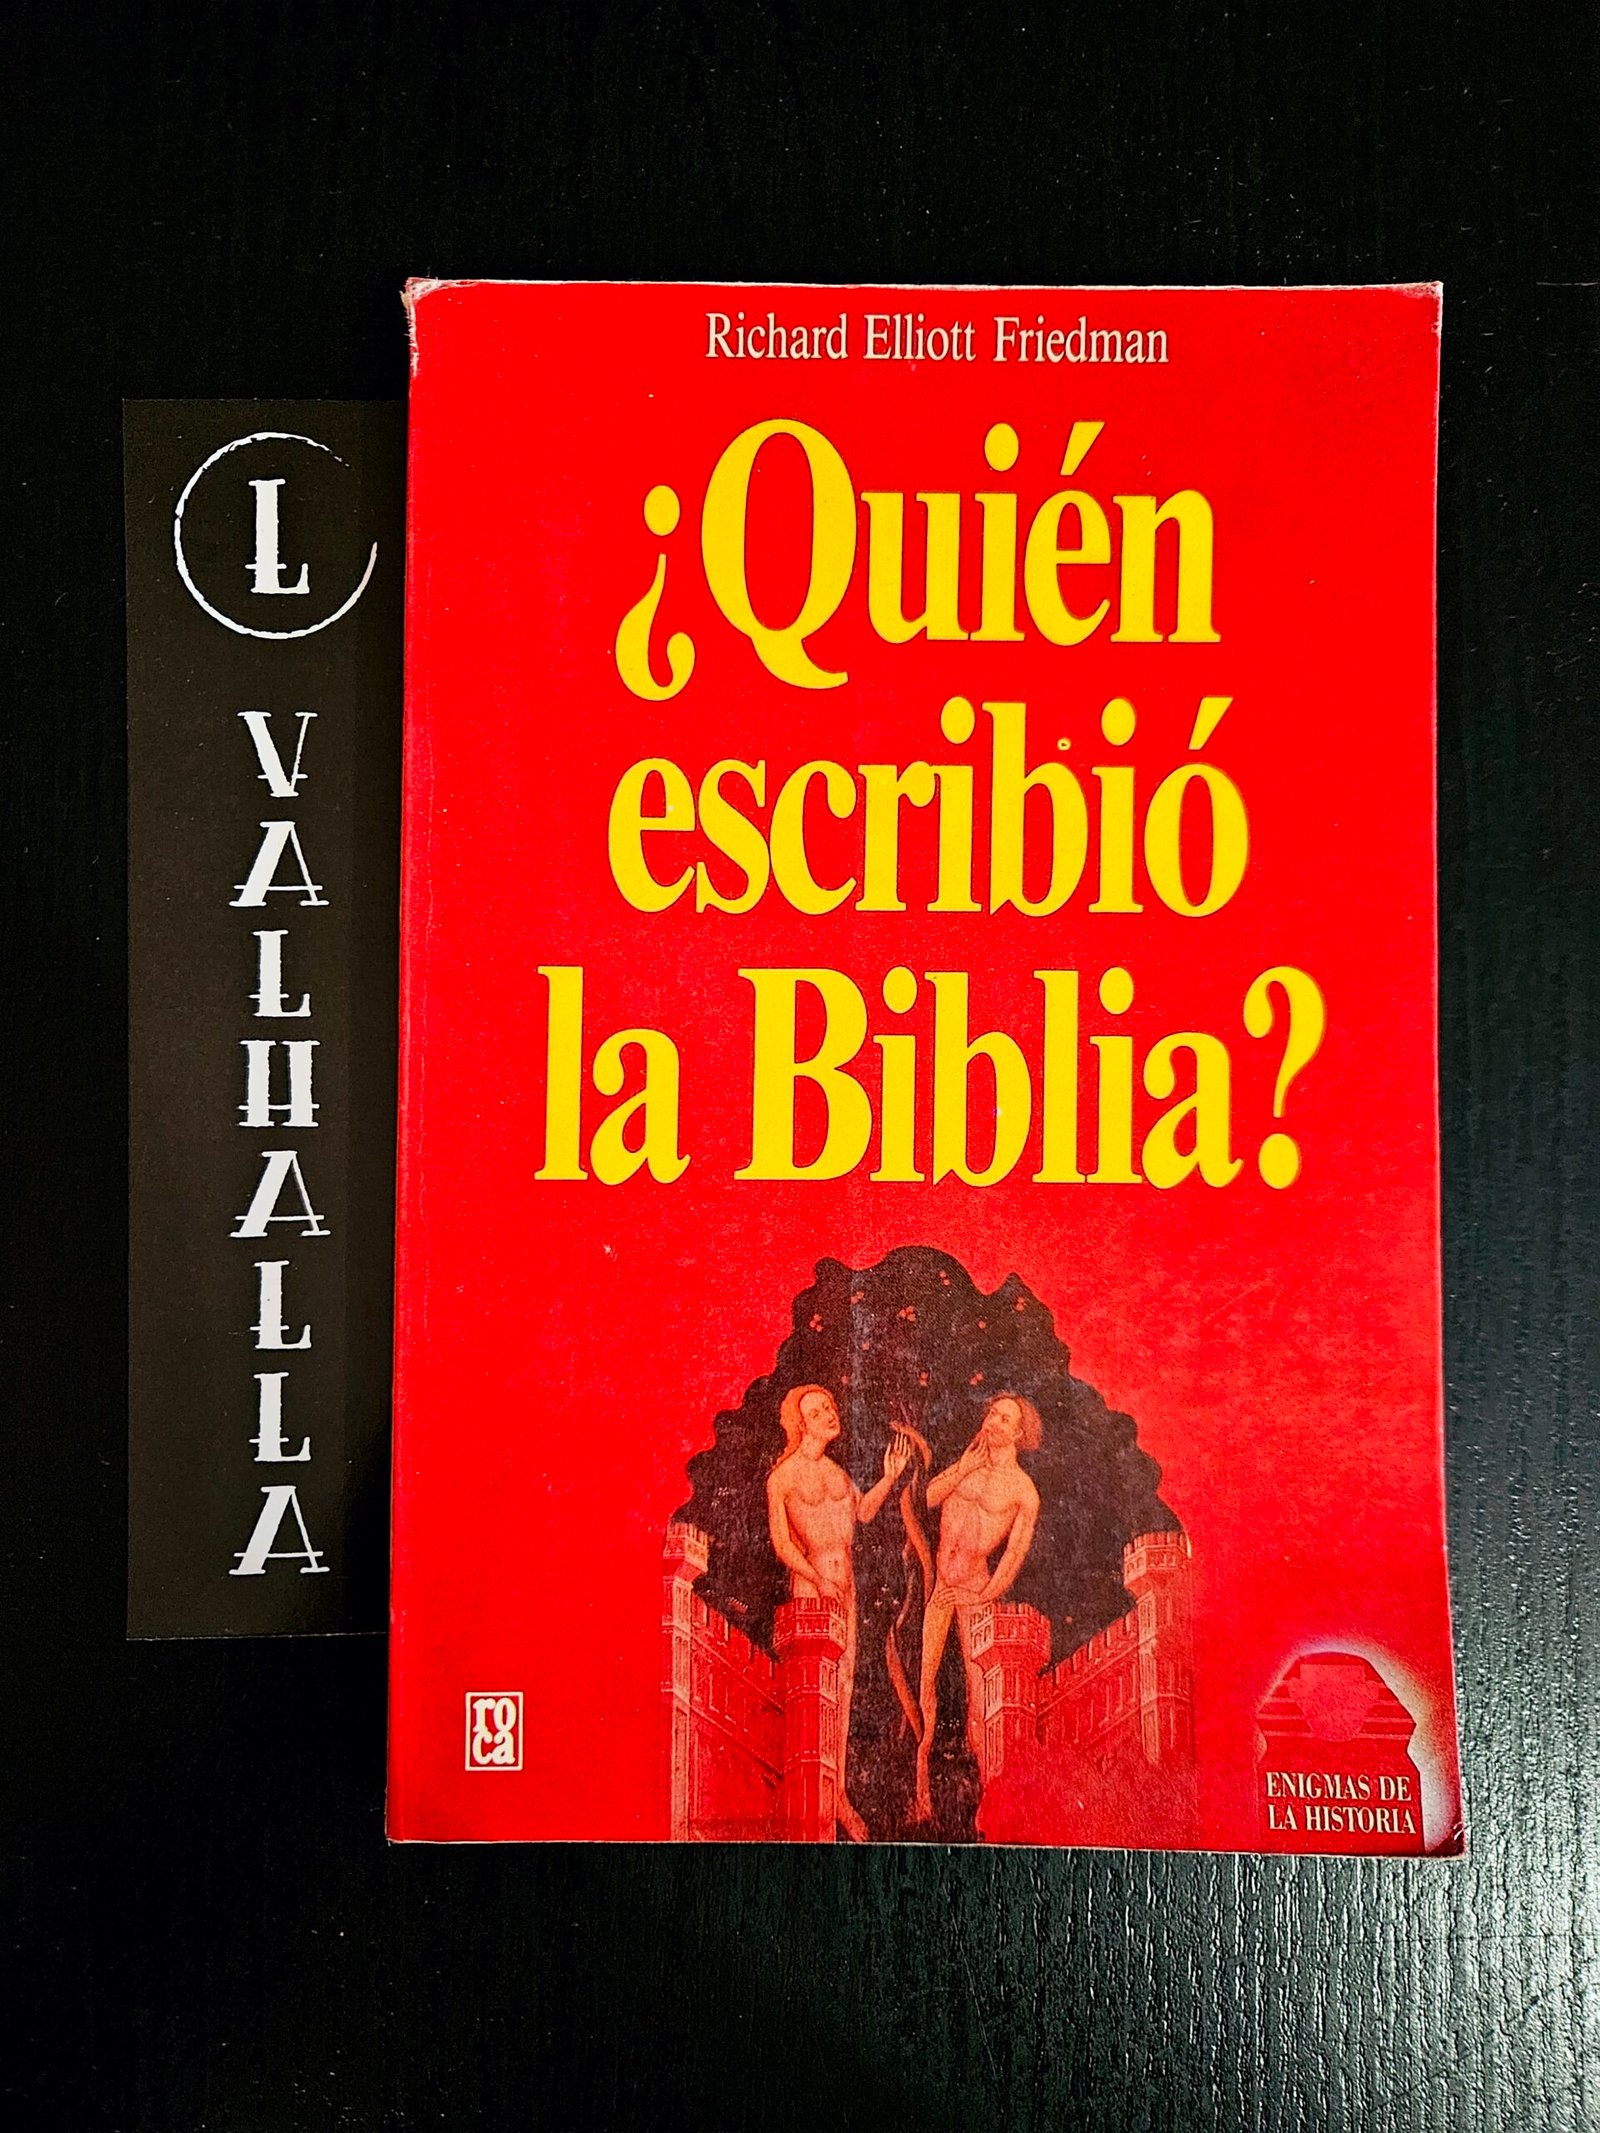 Ł
VALHALLA
Richard Elliott Friedman
¿Quién
escribió
la Biblia?
ro
ca
ENIGMAS DE
LA HISTORIA